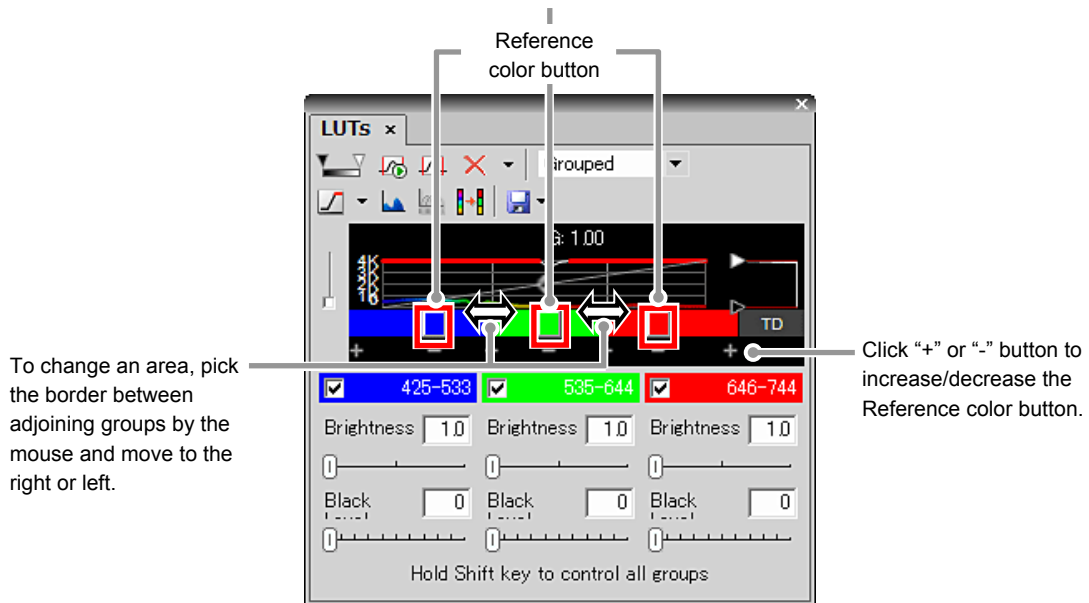 Reference
color button
LUTs
Grouped
G: 1.00
4K
3K
2K
1K
TD
To change an area, pick
the border between
adjoining groups by the
mouse and move to the
right or left.
Click “+” or “-” button to
increase/decrease the
Reference color button.
+ - + - + - +
425-533 535-644 646-744
Brightness 1.0 Brightness 1.0 Brightness 1.0
Black 0 Black 0 Black 0
Hold Shift key to control all groups